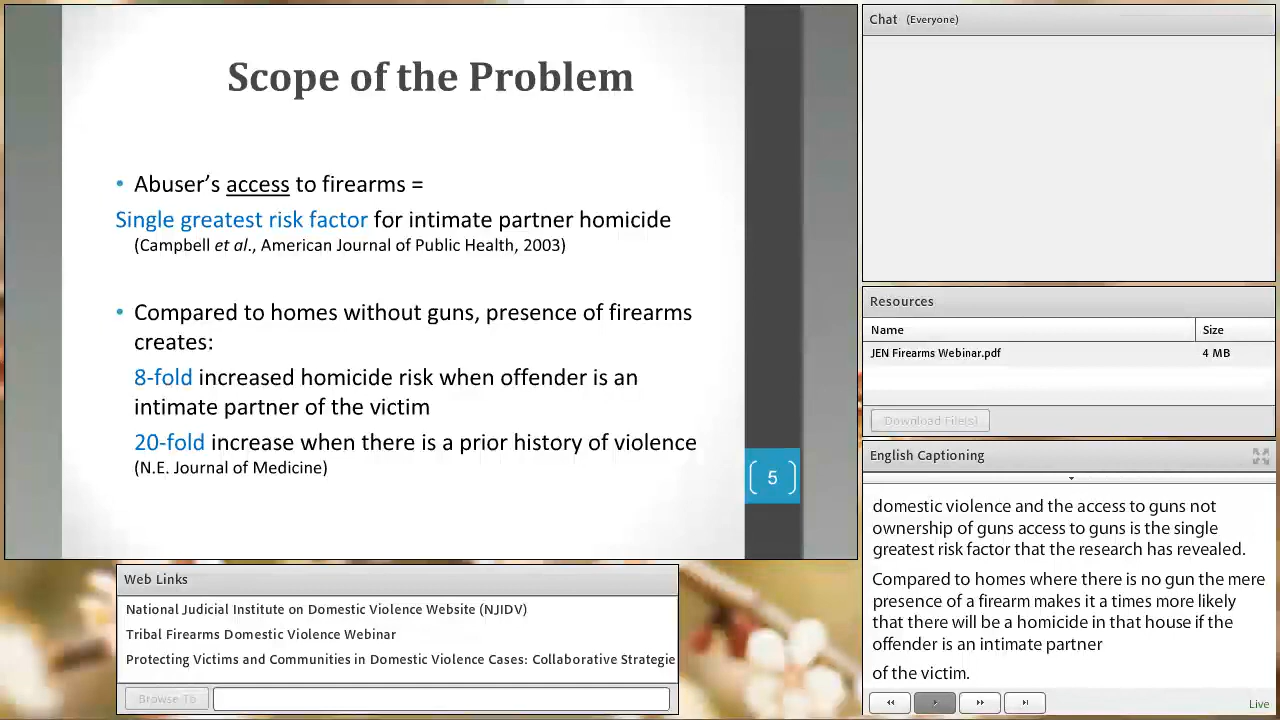 Scope of the Problem
• Abuser's access to firearms =
Single greatest risk factor for intimate partner homicide
(Campbell et al., American Journal of Public Health, 2003)
• Compared to homes without guns, presence of firearms
creates:
8-fold increased homicide risk when offender is an
intimate partner of the victim
20-fold increase when there is a prior history of violence
(N.E. Journal of Medicine)
5
Web Links
National Judicial Institute on Domestic Violence Website (NJIDV)
Tribal Firearms Domestic Violence Webinar
Protecting Victims and Communities in Domestic Violence Cases: Collaborative Strategie
Browse To
Chat (Everyone)
Resources
Name Size
JEN Firearms Webinar.pdf 4 MB
Download File(s)
English Captioning
domestic violence and the access to guns not
ownership of guns access to guns is the single
greatest risk factor that the research has revealed.
Compared to homes where there is no gun the mere
presence of a firearm makes it a times more likely
that there will be a homicide in that house if the
offender is an intimate partner
of the victim.
Live